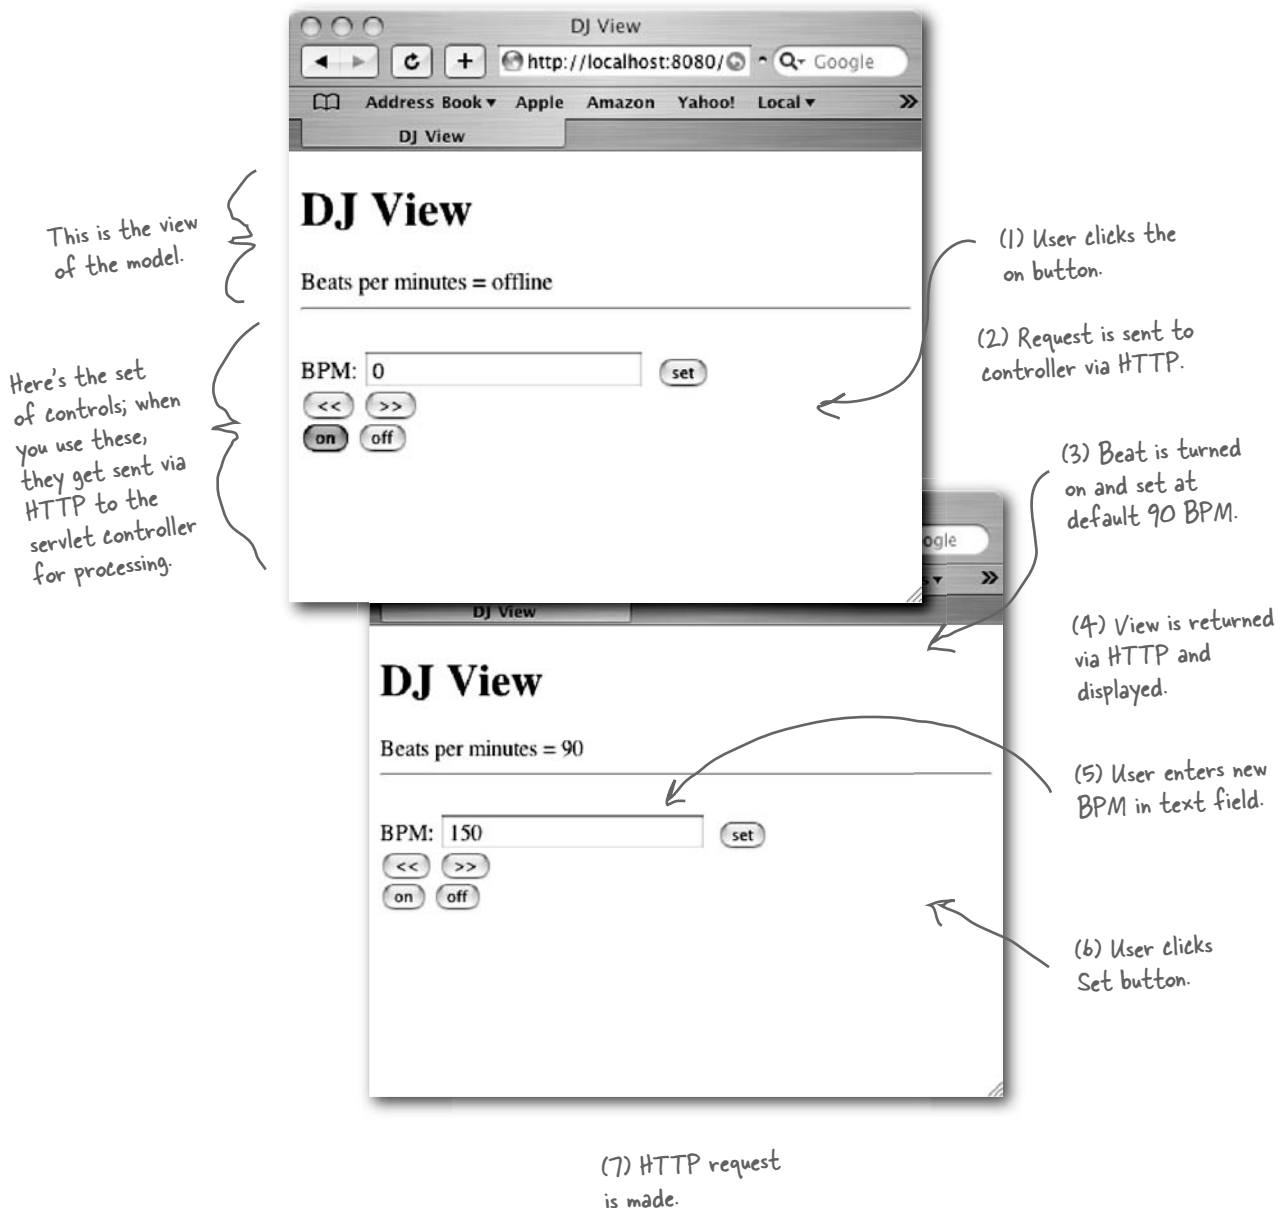 DJ View
http://localhost:8080/
Google
Address Book
Apple
Amazon
Yahoo!
Local
»
DJ View
DJ View
Beats per minutes = offline
BPM: 0
set
<< >>
on off
This is the view
of the model.
Here's the set
of controls; when
you use these,
they get sent via
HTTP to the
servlet controller
for processing.
(1) User clicks the
on button.
(2) Request is sent to
controller via HTTP.
(3) Beat is turned
on and set at
default 90 BPM.
ogle
»
DJ View
DJ View
Beats per minutes = 90
BPM: 150
set
<< >>
on off
(4) View is returned
via HTTP and
displayed.
(5) User enters new
BPM in text field.
(6) User clicks
Set button.
(7) HTTP request
is made.